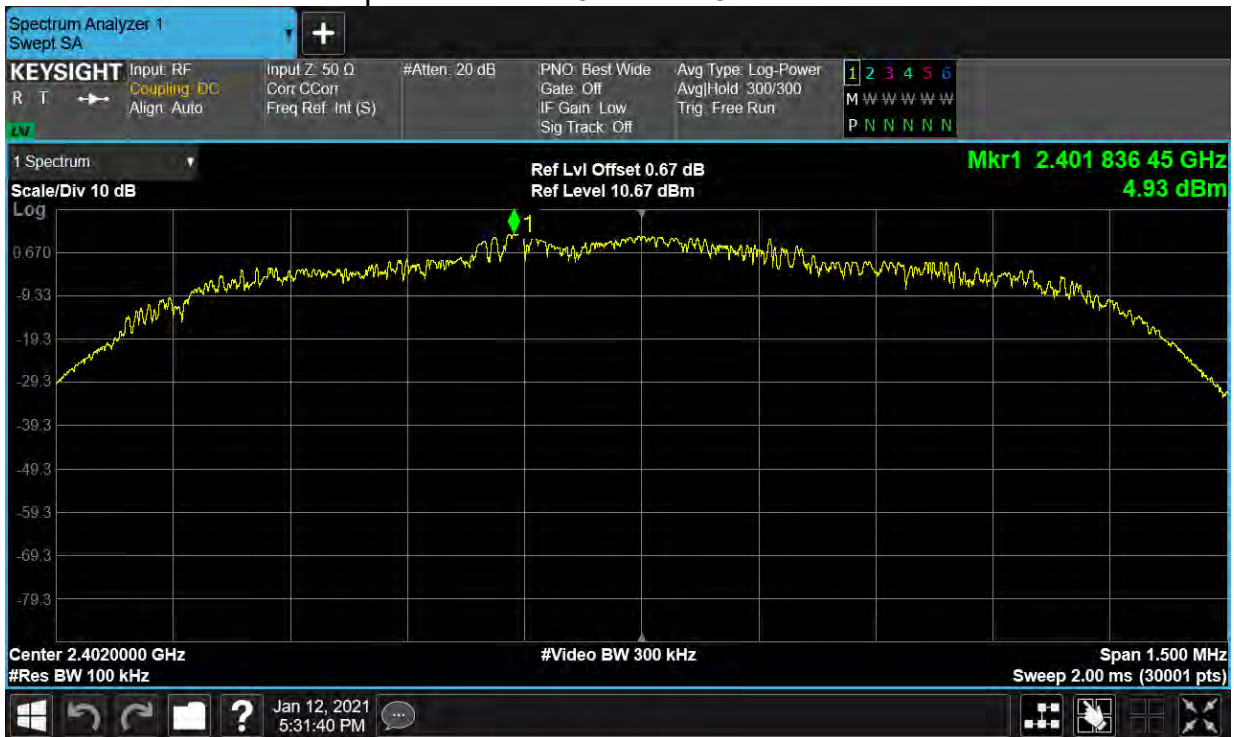 Spectrum Analyzer 1
Swept SA
KEYSIGHT
R T
LXI
Input: RF
Coupling: DC
Align: Auto
Input Z: 50 Ω
Corr CCorr
Freq Ref: Int (S)
#Atten: 20 dB
PNO: Best Wide
Gate: Off
IF Gain: Low
Sig Track: Off
Avg Type: Log-Power
Avg|Hold: 300/300
Trig: Free Run
1 2 3 4 5 6
M W W W W W
P N N N N N
1 Spectrum
Scale/Div 10 dB
Ref Lvl Offset 0.67 dB
Ref Level 10.67 dBm
Mkr1 2.401 836 45 GHz
4.93 dBm
Log
1
0.670
-9.33
-19.3
-29.3
-39.3
-49.3
-59.3
-69.3
-79.3
Center 2.4020000 GHz
#Res BW 100 kHz
#Video BW 300 kHz
Span 1.500 MHz
Sweep 2.00 ms (30001 pts)
?
Jan 12, 2021
5:31:40 PM